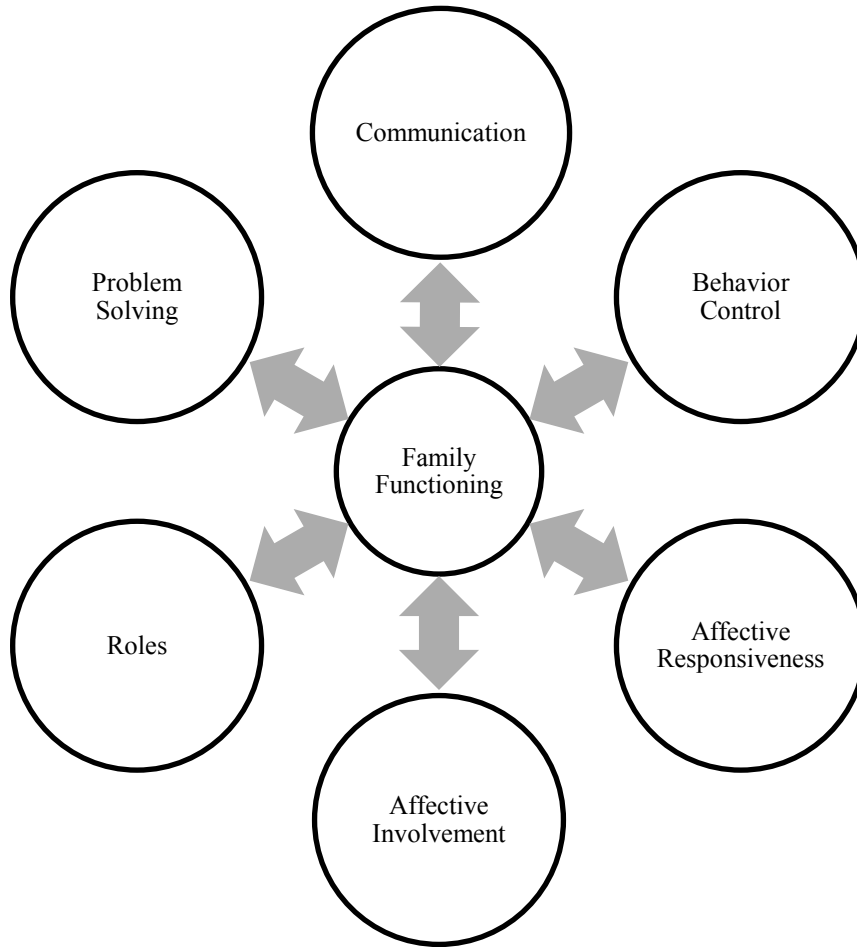 Communication
Problem
Solving
Behavior
Control
Family
Functioning
Roles
Affective
Responsiveness
Affective
Involvement